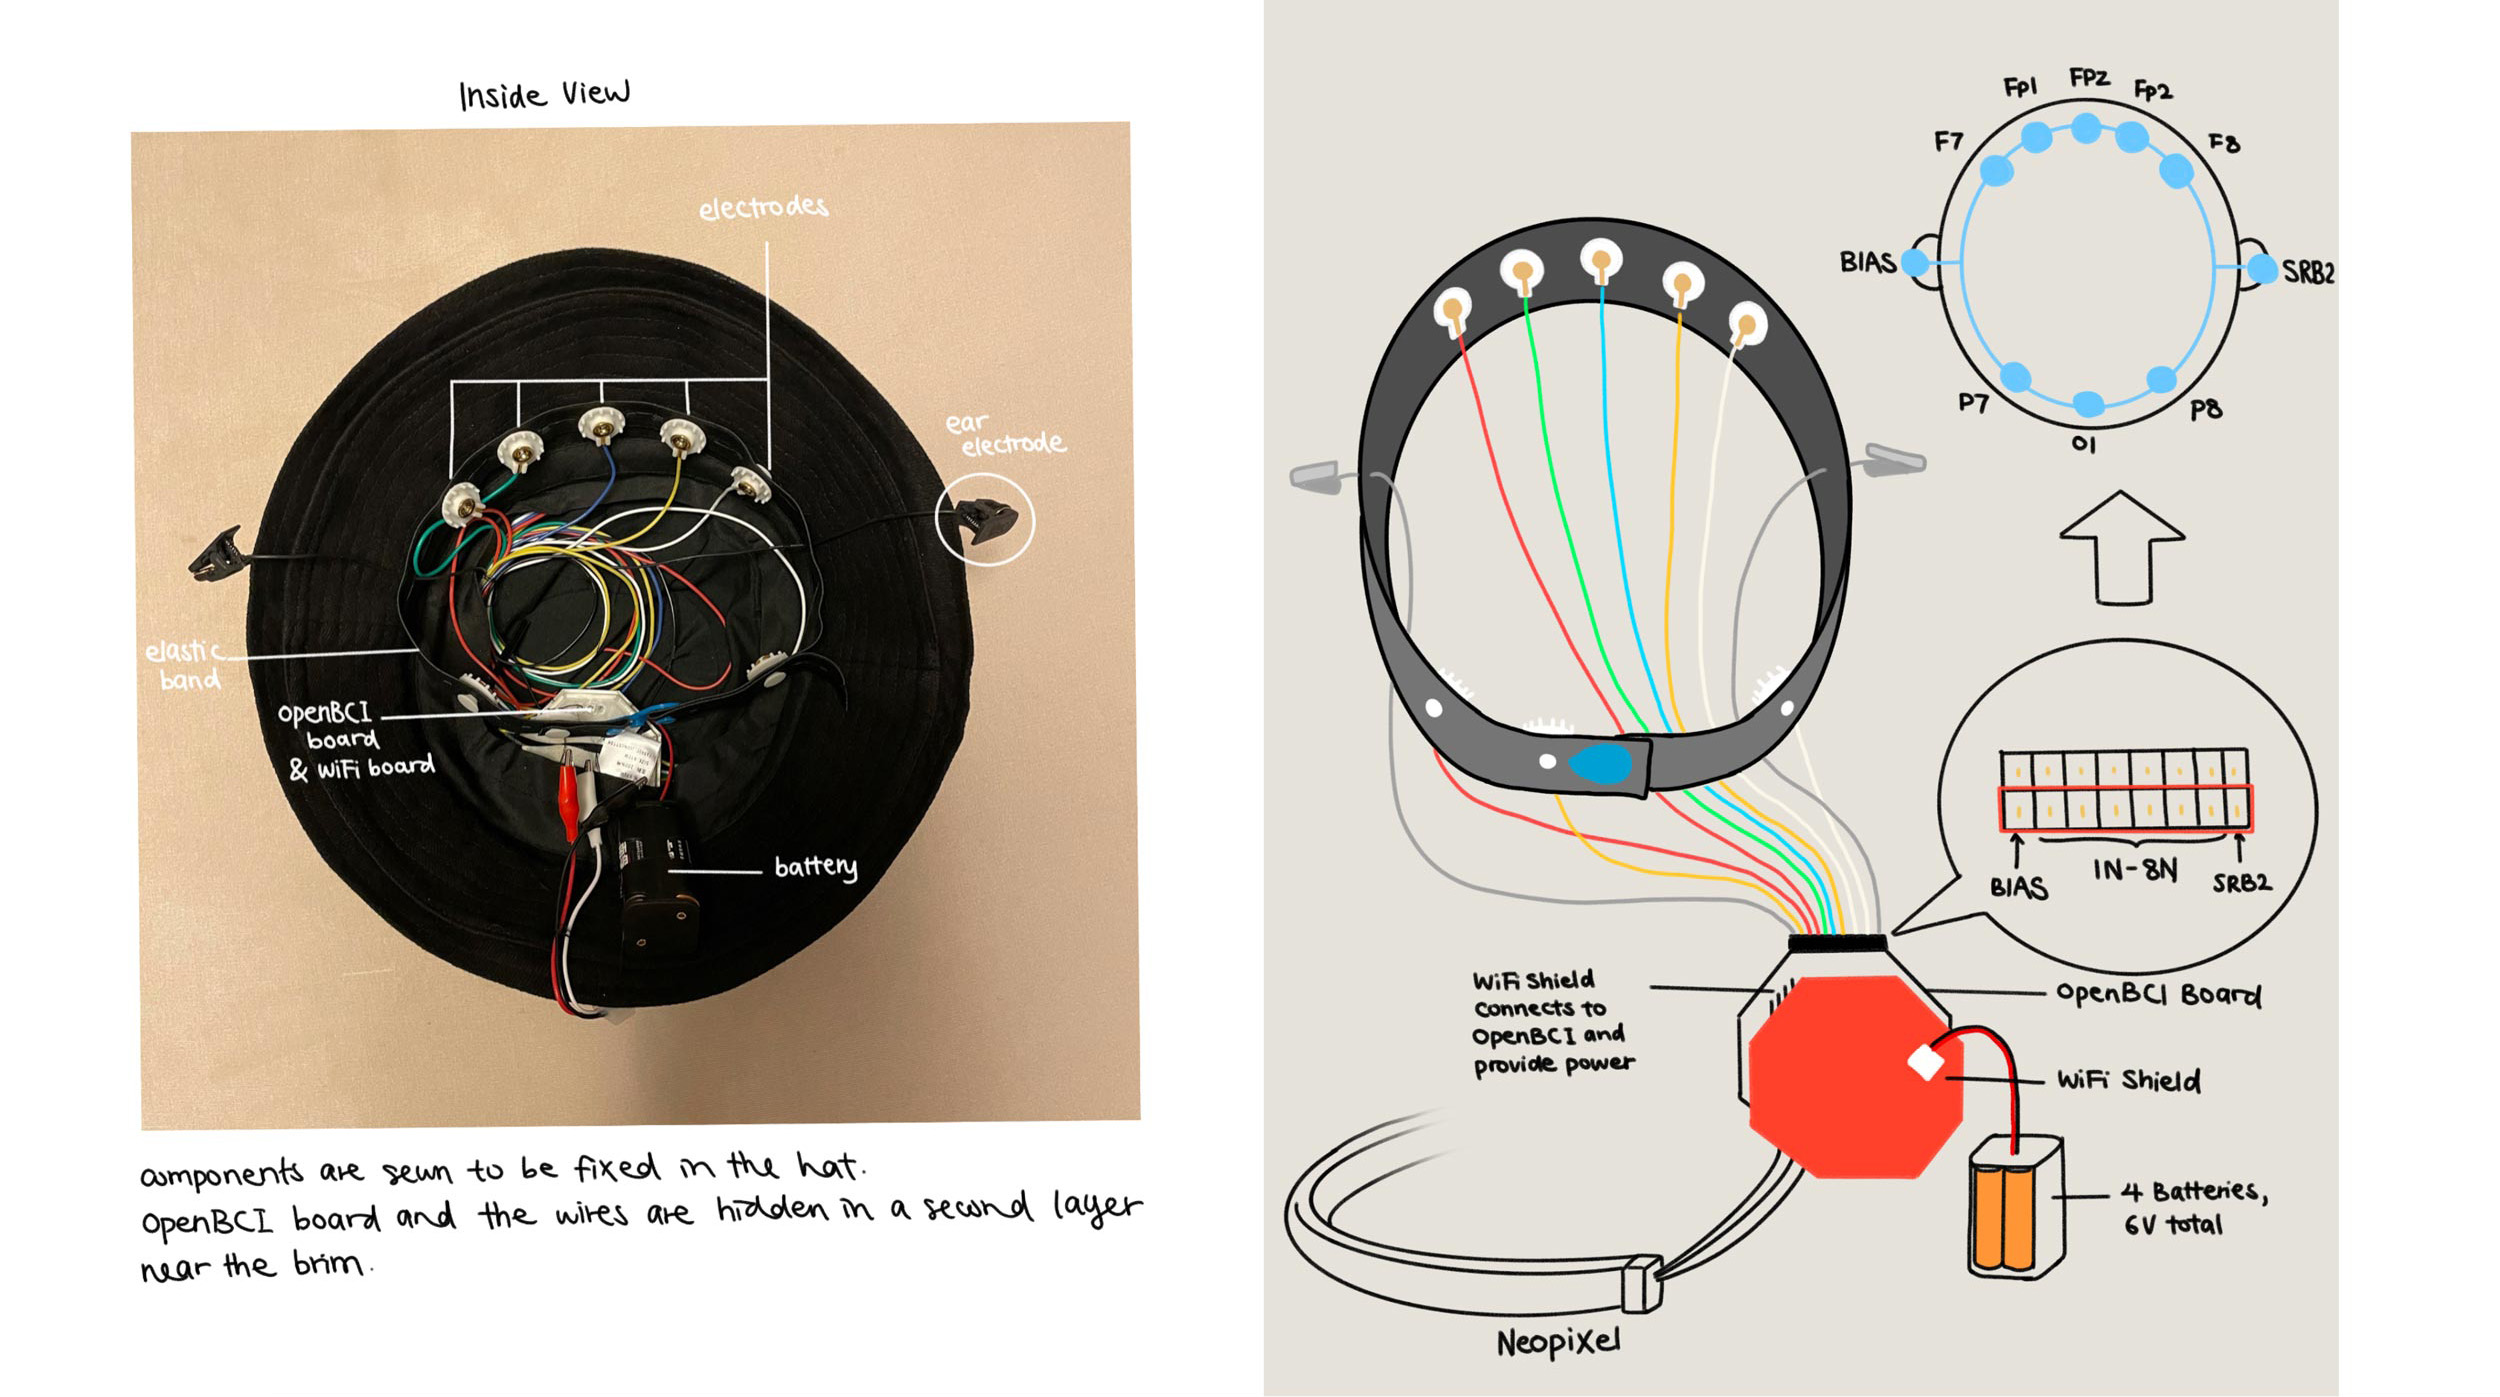 Inside View
electrodes
ear
electrode
elastic
band
openBCI
board
& WiFi board
battery
components are sewn to be fixed in the hat.
OpenBCI board and the wires are hidden in a second layer
near the brim.
Fp1 FPZ Fp2
F7 F8
BIAS SRB2
P7 P8
O1
BIAS 1N-8N SRB2
WiFi Shield
connects to
OpenBCI and
provide power
OpenBCI Board
WiFi Shield
4 Batteries,
6V total
Neopixel